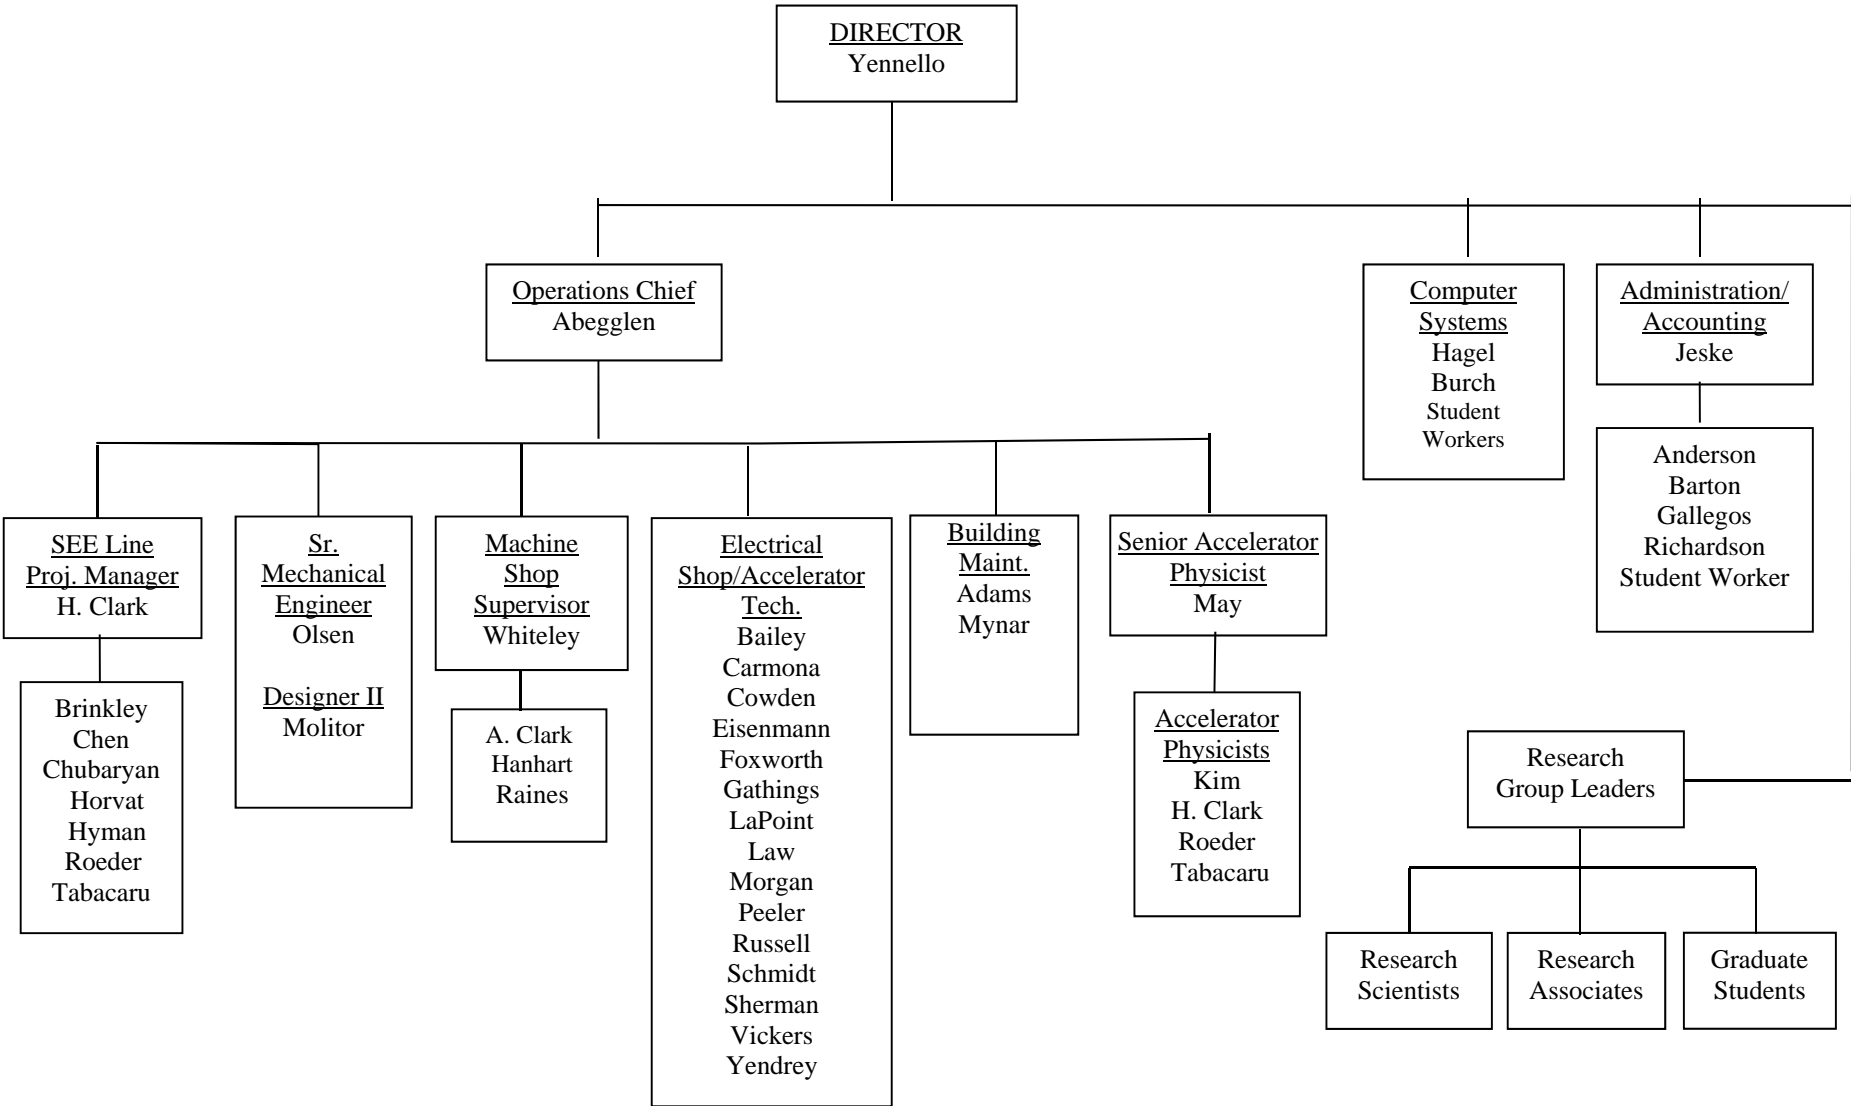 DIRECTOR
Yennello
Operations Chief
Abegglen
Computer
Systems
Hagel
Burch
Student
Workers
Administration/
Accounting
Jeske
Anderson
Barton
Gallegos
Richardson
Student Worker
SEE Line
Proj. Manager
H. Clark
Brinkley
Chen
Chubaryan
Horvat
Hyman
Roeder
Tabacaru
Sr.
Mechanical
Engineer
Olsen
Designer II
Molitor
Machine
Shop
Supervisor
Whiteley
A. Clark
Hanhart
Raines
Electrical
Shop/Accelerator
Tech.
Bailey
Carmona
Cowden
Eisenmann
Foxworth
Gathings
LaPoint
Law
Morgan
Peeler
Russell
Schmidt
Sherman
Vickers
Yendrey
Building
Maint.
Adams
Mynar
Senior Accelerator
Physicist
May
Accelerator
Physicists
Kim
H. Clark
Roeder
Tabacaru
Research
Group Leaders
Research
Scientists
Research
Associates
Graduate
Students